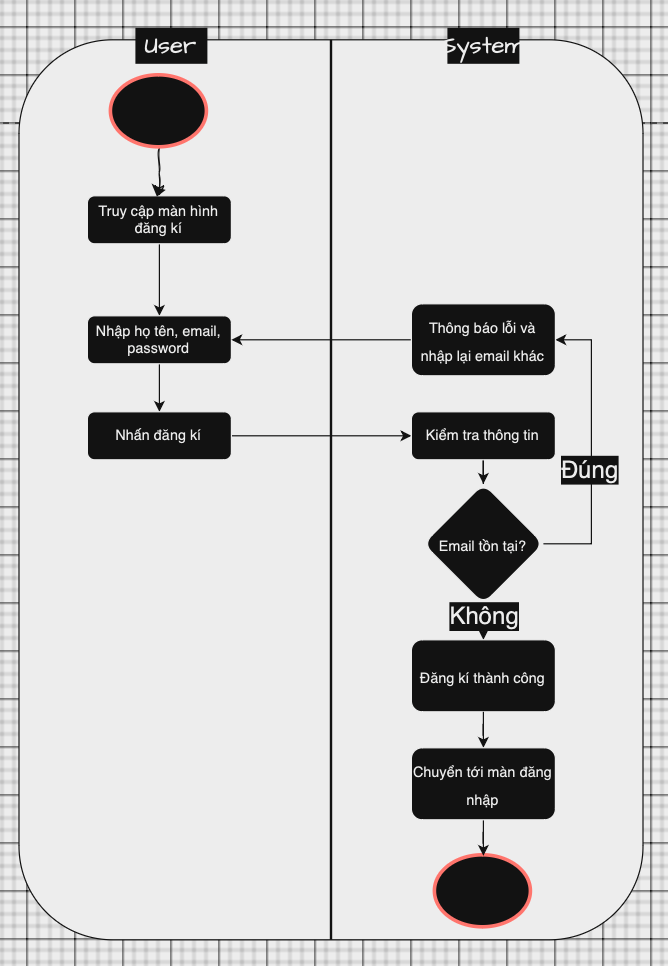 User
System
Truy cập màn hình
đăng kí
Nhập họ tên, email,
password
Thông báo lỗi và
nhập lại email khác
Nhấn đăng kí
Kiểm tra thông tin
Đúng
Email tồn tại?
Không
Đăng kí thành công
Chuyển tới màn đăng
nhập